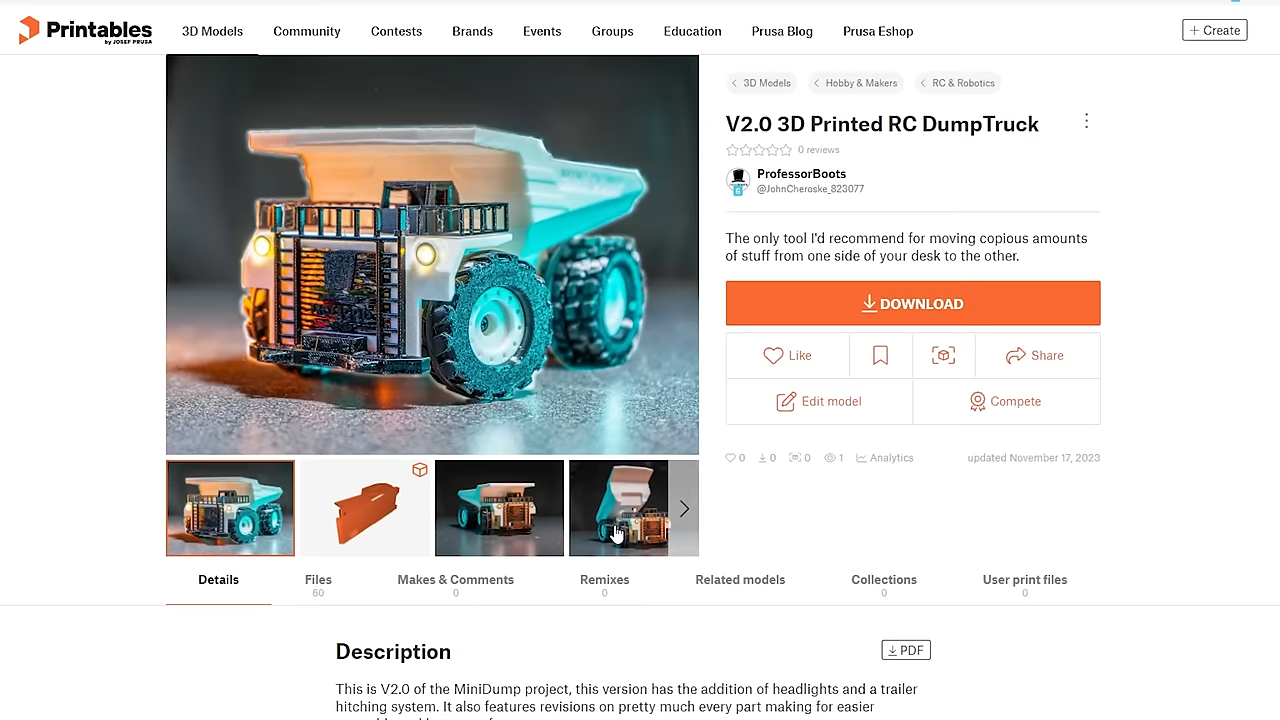 Printables
by JOSEF PRUSA
3D Models
Community
Contests
Brands
Events
Groups
Education
Prusa Blog
Prusa Eshop
+ Create
3D Models
Hobby & Makers
RC & Robotics
V2.0 3D Printed RC DumpTruck
0 reviews
ProfessorBoots
@JohnCheroske_823077
6
The only tool I'd recommend for moving copious amounts
of stuff from one side of your desk to the other.
DOWNLOAD
Like
Share
Edit model
Compete
0
0
0
1
Analytics
updated November 17, 2023
Details
Files
60
Makes & Comments
0
Remixes
0
Related models
Collections
0
User print files
0
Description
PDF
This is V2.0 of the MiniDump project, this version has the addition of headlights and a trailer
hitching system. It also features revisions on pretty much every part making for easier